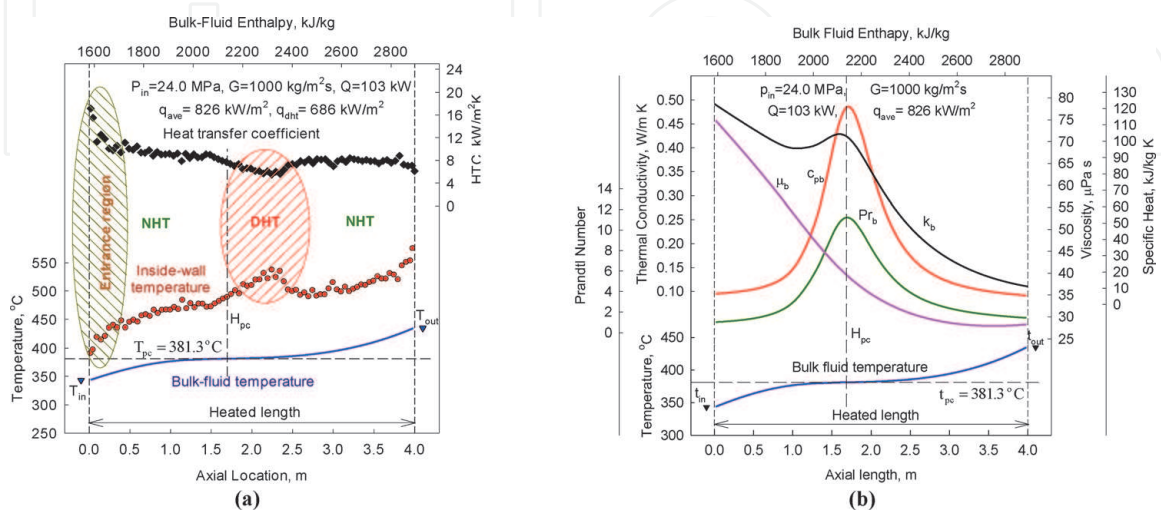 Bulk-Fluid Enthalpy, kJ/kg
1600 1800 2000 2200 2400 2600 2800
P_in=24.0 MPa, G=1000 kg/m²s, Q=103 kW
q_ave= 826 kW/m², q_dht= 686 kW/m²
Heat transfer coefficient
24
20
16
12
8
4
0
HTC, kW/m²K
Entrance region
NHT
DHT
NHT
Inside-wall
temperature
H_pc
T_pc = 381.3°C
T_out
T_in
Bulk-fluid temperature
Heated length
Temperature, °C
550
500
450
400
350
300
250
0.0 0.5 1.0 1.5 2.0 2.5 3.0 3.5 4.0
Axial Location, m
(a)
Bulk Fluid Enthapy, kJ/kg
1600 1800 2000 2200 2400 2600 2800
p_in=24.0 MPa, G=1000 kg/m²s
Q=103 kW, q_ave= 826 kW/m²
Prandtl Number
14
12
10
8
6
4
2
0
Thermal Conductivity, W/m K
0.50
0.45
0.40
0.35
0.30
0.25
0.20
0.15
0.10
μ_b
c_pb
Pr_b
k_b
H_pc
80
75
70
65
60
55
50
45
40
35
30
25
Viscosity, μPa s
130
120
110
100
90
80
70
60
50
40
30
20
10
0
Specific Heat, kJ/kg K
Temperature, °C
450
400
350
300
Bulk fluid temperature
t_out
t_in
t_pc = 381.3°C
Heated length
0.0 0.5 1.0 1.5 2.0 2.5 3.0 3.5 4.0
Axial length, m
(b)